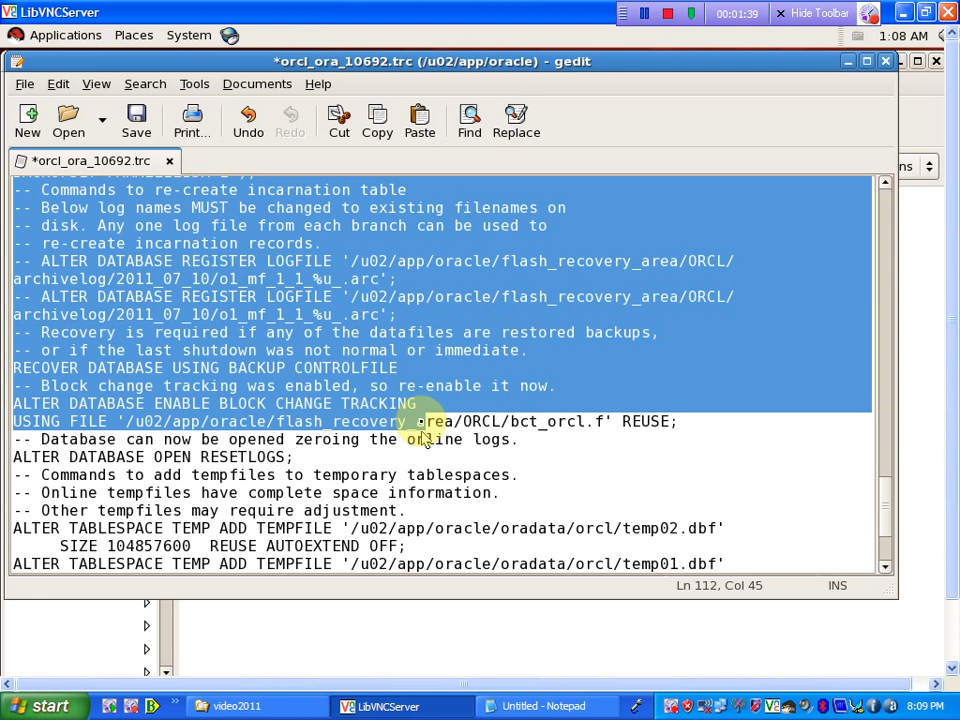 LibVNCServer
00:01:39
Hide Toolbar
Applications Places System
1:08 AM
*orcl_ora_10692.trc (/u02/app/oracle) - gedit
File Edit View Search Tools Documents Help
New Open Save Print... Undo Redo Cut Copy Paste Find Replace
*orcl_ora_10692.trc
ns
-- Commands to re-create incarnation table
-- Below log names MUST be changed to existing filenames on
-- disk. Any one log file from each branch can be used to
-- re-create incarnation records.
-- ALTER DATABASE REGISTER LOGFILE '/u02/app/oracle/flash_recovery_area/ORCL/
archivelog/2011_07_10/o1_mf_1_1_%u_.arc';
-- ALTER DATABASE REGISTER LOGFILE '/u02/app/oracle/flash_recovery_area/ORCL/
archivelog/2011_07_10/o1_mf_1_1_%u_.arc';
-- Recovery is required if any of the datafiles are restored backups,
-- or if the last shutdown was not normal or immediate.
RECOVER DATABASE USING BACKUP CONTROLFILE
-- Block change tracking was enabled, so re-enable it now.
ALTER DATABASE ENABLE BLOCK CHANGE TRACKING
USING FILE '/u02/app/oracle/flash_recovery_area/ORCL/bct_orcl.f' REUSE;
-- Database can now be opened zeroing the online logs.
ALTER DATABASE OPEN RESETLOGS;
-- Commands to add tempfiles to temporary tablespaces.
-- Online tempfiles have complete space information.
-- Other tempfiles may require adjustment.
ALTER TABLESPACE TEMP ADD TEMPFILE '/u02/app/oracle/oradata/orcl/temp02.dbf'
SIZE 104857600 REUSE AUTOEXTEND OFF;
ALTER TABLESPACE TEMP ADD TEMPFILE '/u02/app/oracle/oradata/orcl/temp01.dbf'
Ln 112, Col 45
INS
start
video2011
LibVNCServer
Untitled - Notepad
8:09 PM